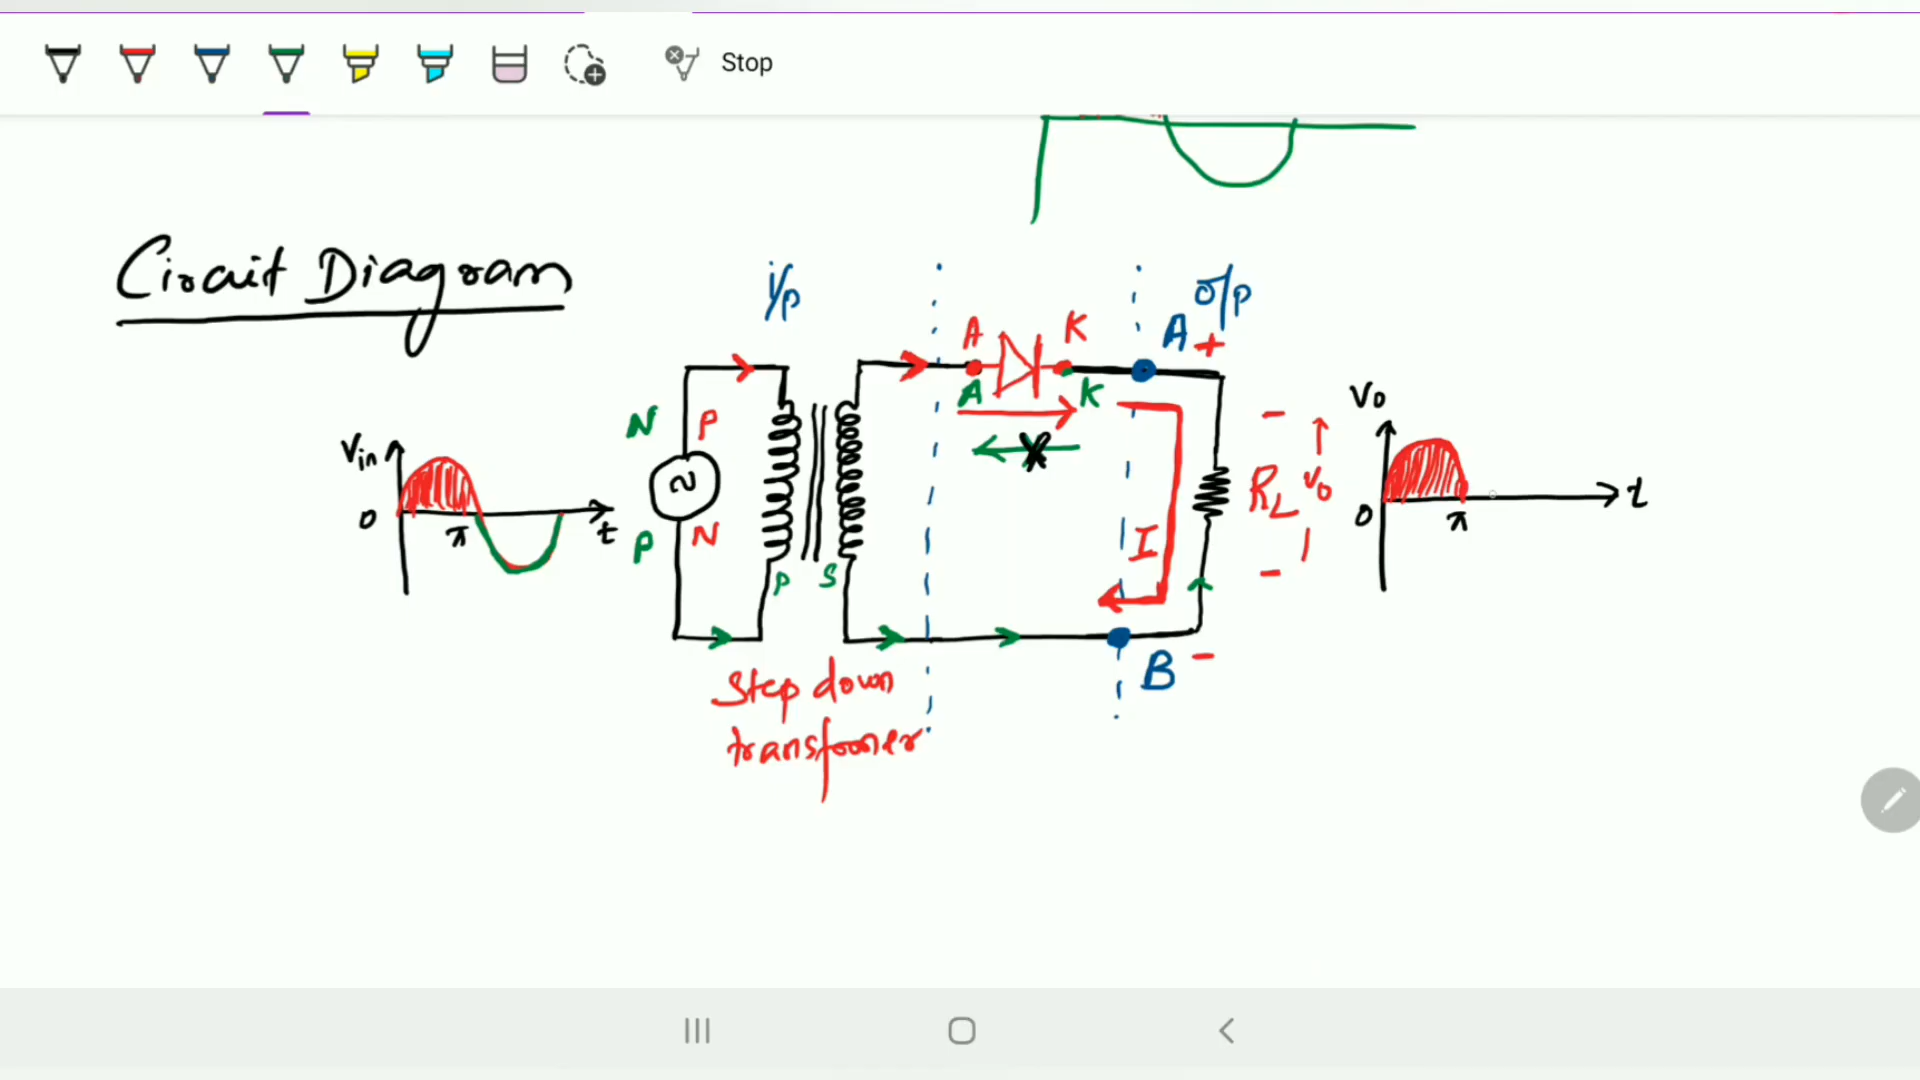 Stop
Circuit Diagram
i/p
o/p
A
K
A +
A
K
N
P
Vin
0
π
t
P
N
P
S
I
RL
-
Vo
-
Vo
0
π
t
B -
Step down
transformer